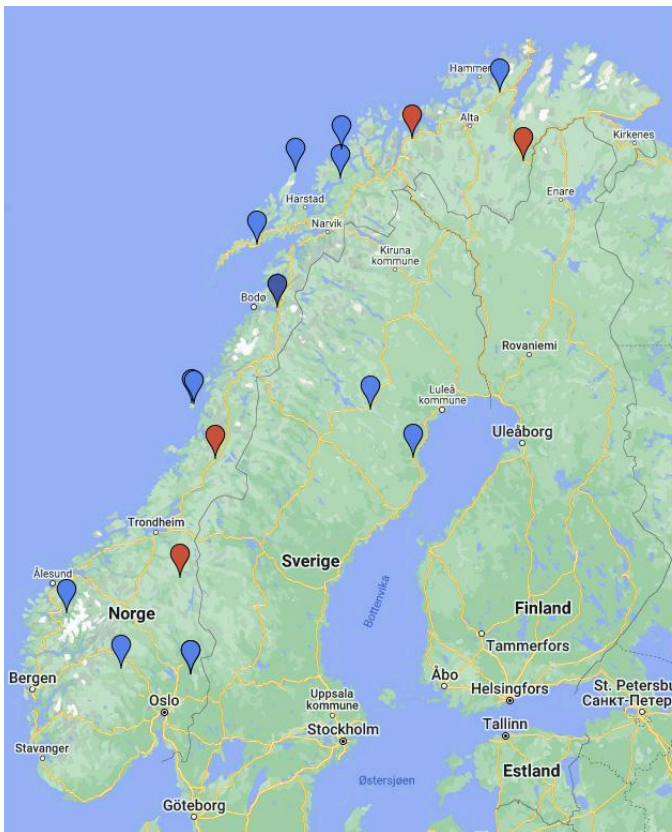 Hammer
Alta
Kirkenes
Harstad
Enare
Narvik
Kiruna
kommune
Bodø
Rovaniemi
Luleå
kommune
Uleåborg
Trondheim
Sverige
Ålesund
Norge
Bottenvika
Finland
Tammerfors
Bergen
Åbo
Helsingfors
St. Petersbu
Санкт-Петер
Oslo
Uppsala
kommune
Stockholm
Tallinn
Stavanger
Østersjøen
Estland
Göteborg